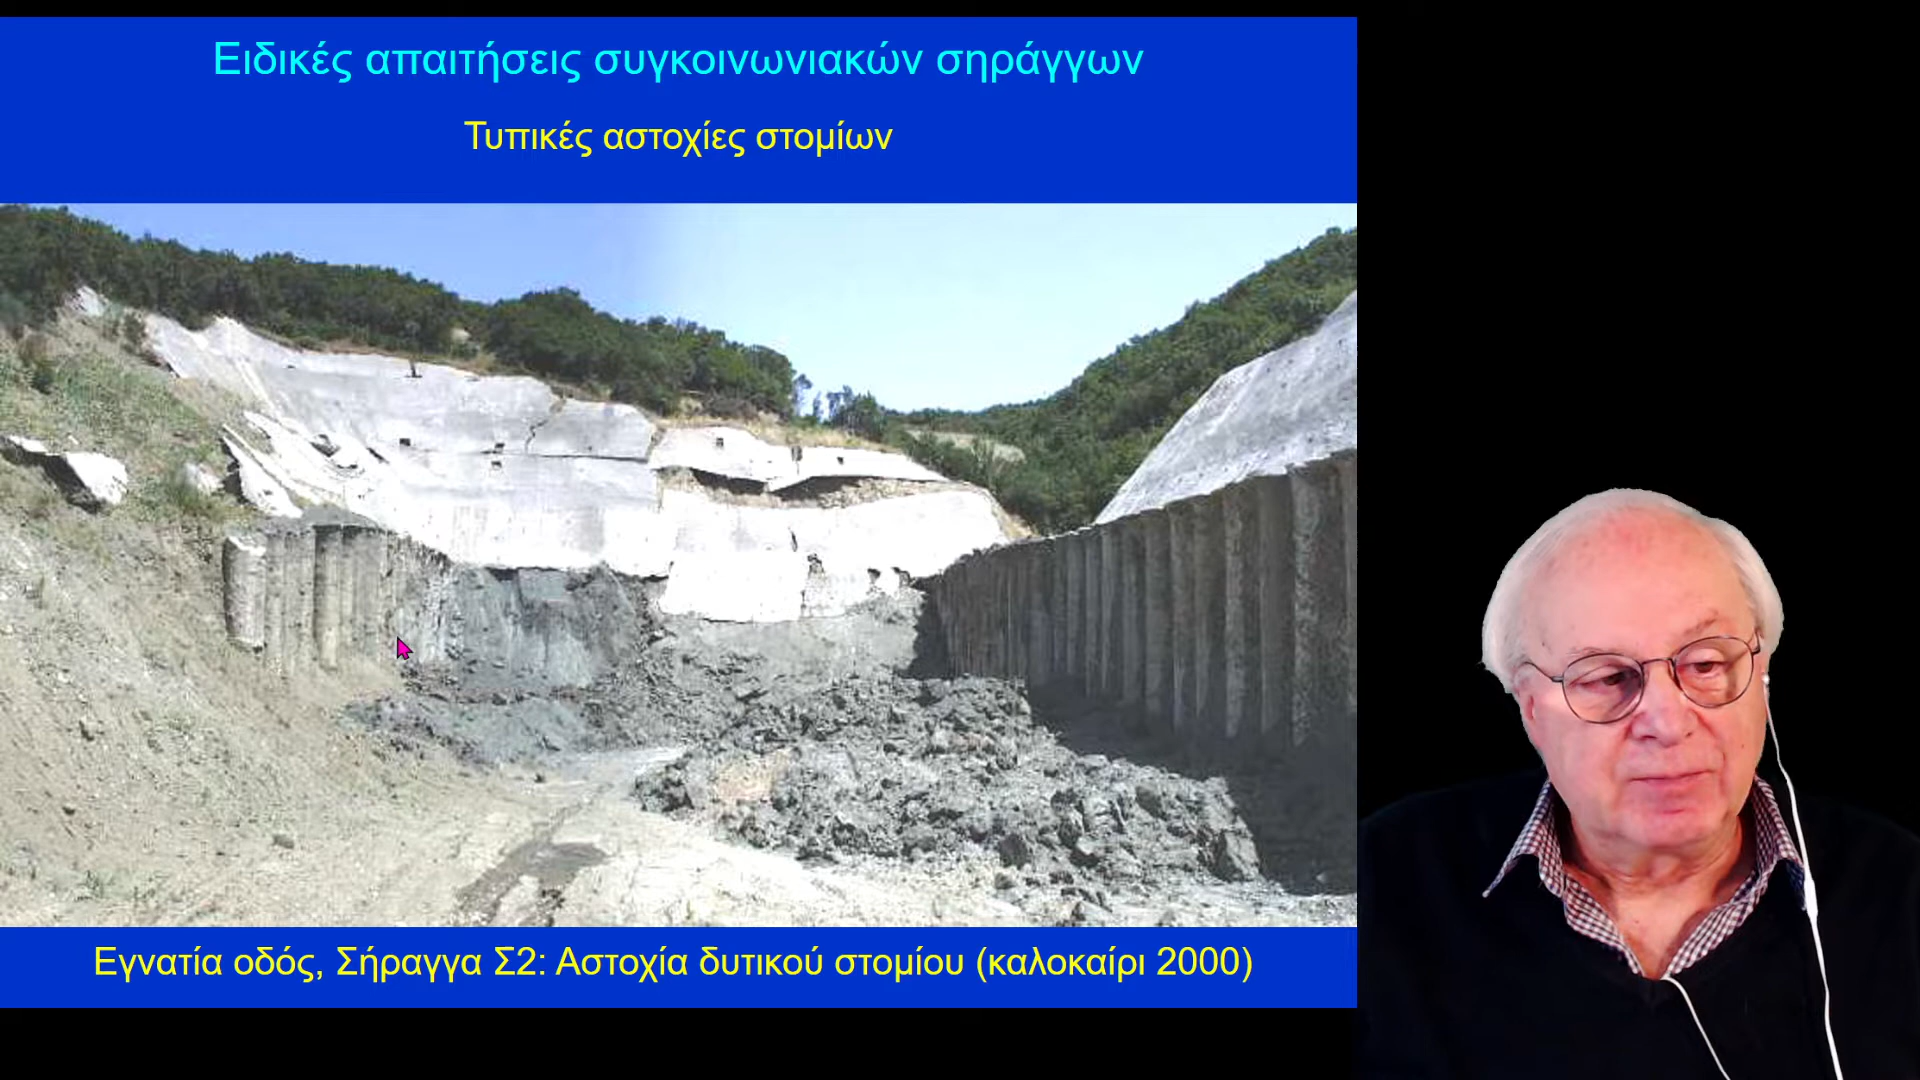 Ειδικές απαιτήσεις συγκοινωνιακών σηράγγων
Τυπικές αστοχίες στομίων
Εγνατία οδός, Σήραγγα Σ2: Αστοχία δυτικού στομίου (καλοκαίρι 2000)